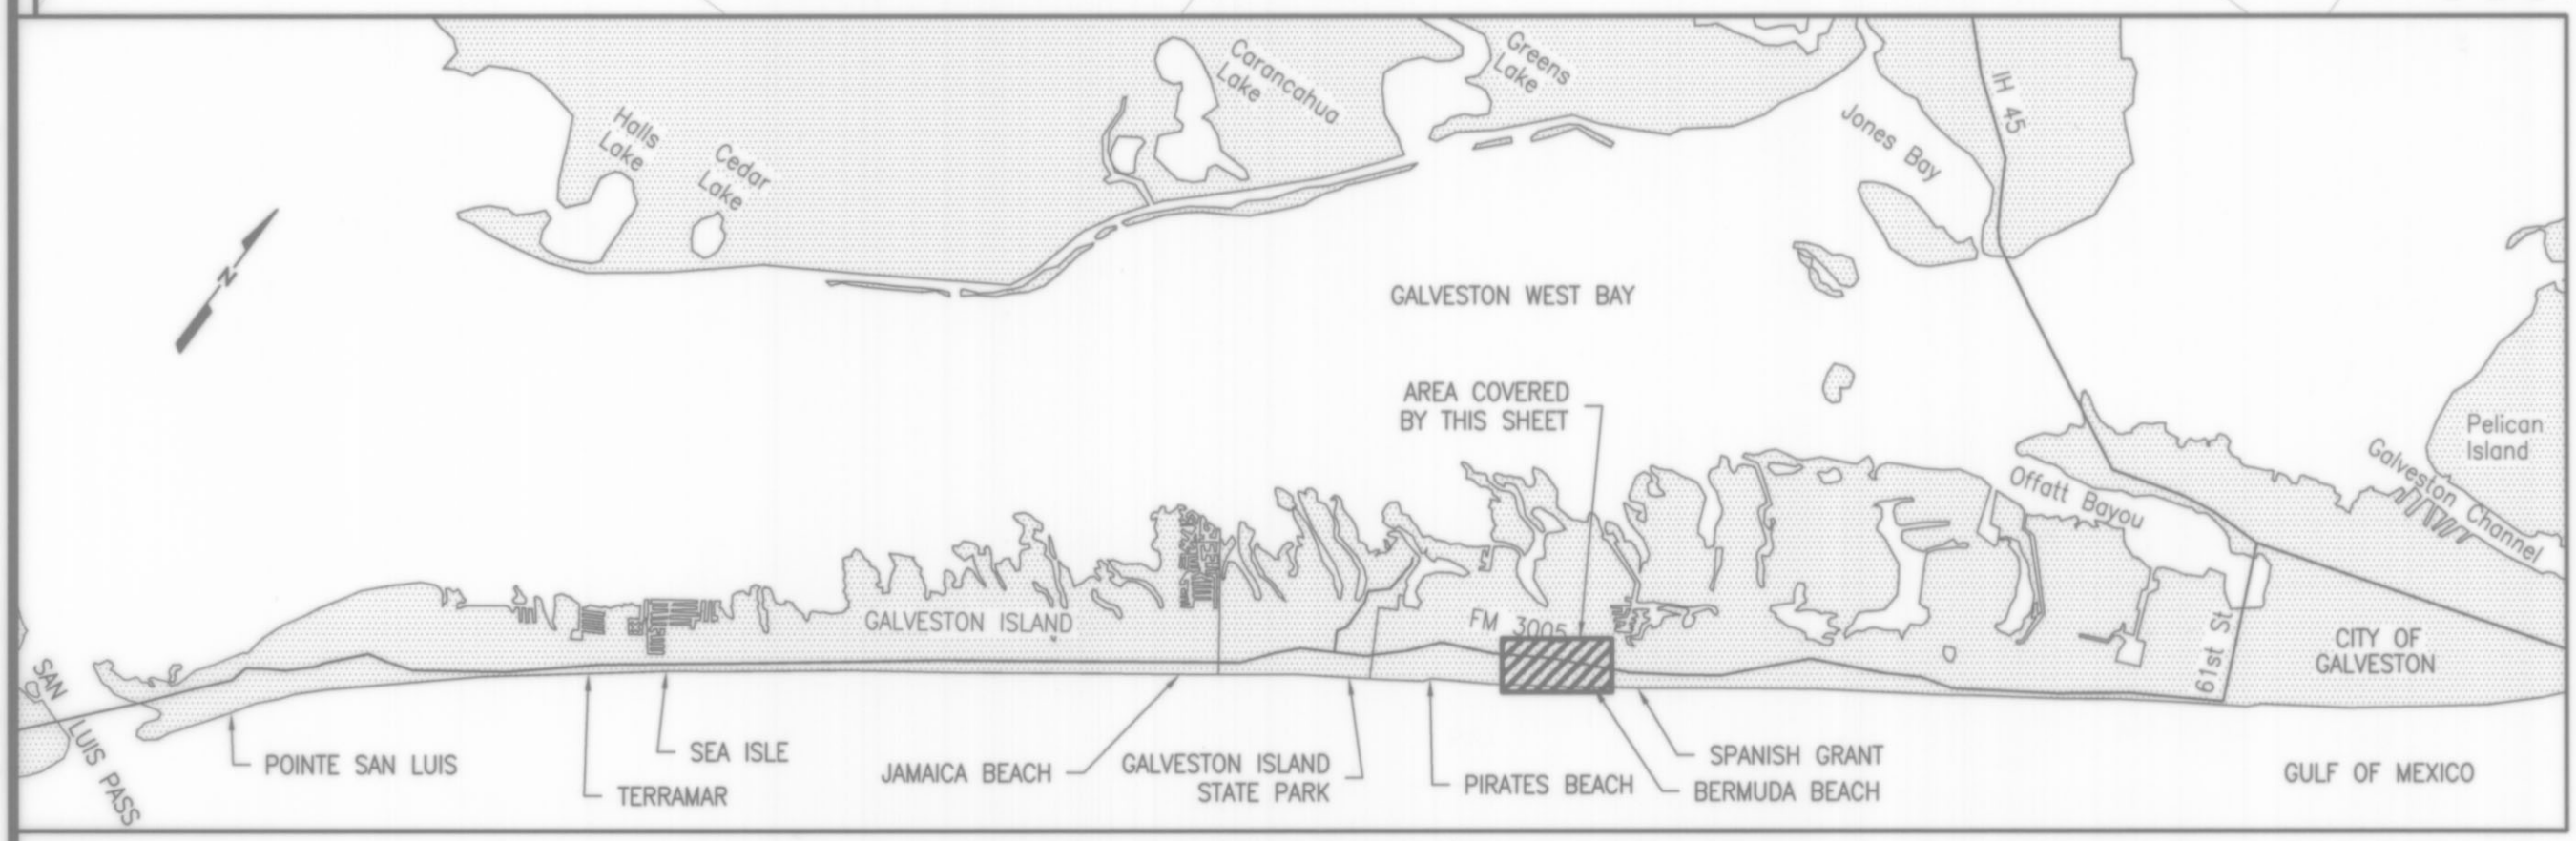 Halls
Lake
Cedar
Lake
Carancahua
Lake
Greens
Lake
Jones Bay
IH 45
N
GALVESTON WEST BAY
AREA COVERED
BY THIS SHEET
Pelican
Island
Galveston Channel
Offatt Bayou
GALVESTON ISLAND
FM 3005
61st St
CITY OF
GALVESTON
SAN LUIS PASS
POINTE SAN LUIS
TERRAMAR
SEA ISLE
JAMAICA BEACH
GALVESTON ISLAND
STATE PARK
PIRATES BEACH
SPANISH GRANT
BERMUDA BEACH
GULF OF MEXICO